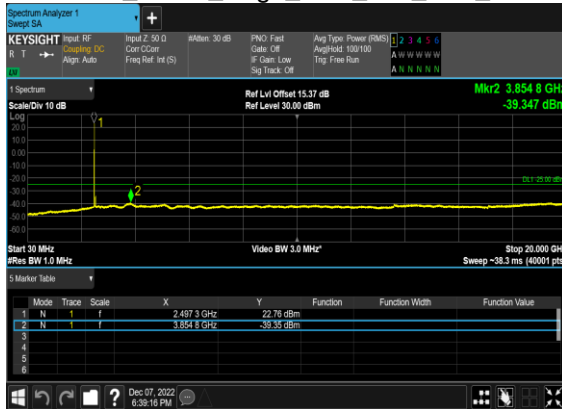 Spectrum Analyzer 1
Swept SA
+
KEYSIGHT Input: RF Input Z: 50 Ω #Atten: 30 dB PNO: Fast Avg Type: Power (RMS) 1 2 3 4 5 6
R T Coupling: DC Corr CCorr Gate: Off Avg|Hold: 100/100 A W W W W W
Align: Auto Freq Ref: Int (S) IF Gain: Low Trig: Free Run
Sig Track: Off A N N N N N
LXI
1 Spectrum Ref Lvl Offset 15.37 dB Mkr2 3.854 8 GHz
Scale/Div 10 dB Ref Level 30.00 dBm -39.347 dBm
Log
20.0
10.0
0.00
-10.0
-20.0
-30.0
-40.0
-50.0
-60.0
1
2
DL1 -25.00 dBm
Start 30 MHz Video BW 3.0 MHz* Stop 20.000 GHz
#Res BW 1.0 MHz Sweep ~38.3 ms (40001 pts)
5 Marker Table
Mode Trace Scale X Y Function Function Width Function Value
1 N 1 f 2.497 3 GHz 22.76 dBm
2 N 1 f 3.854 8 GHz -39.35 dBm
3
4
5
6
? Dec 07, 2022
6:39:16 PM